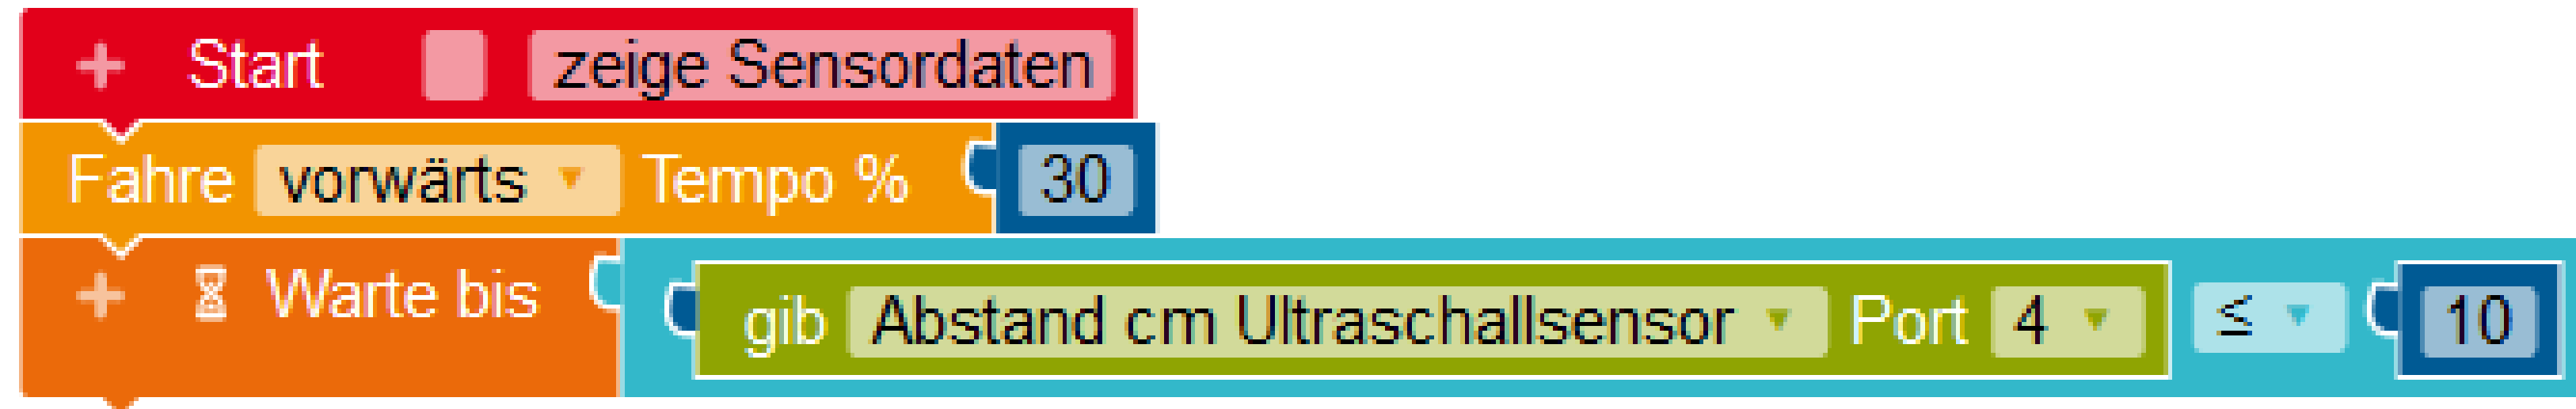 + Start zeige Sensordaten
Fahre vorwärts Tempo % 30
+ Warte bis gib Abstand cm Ultraschallsensor Port 4 ≤ 10